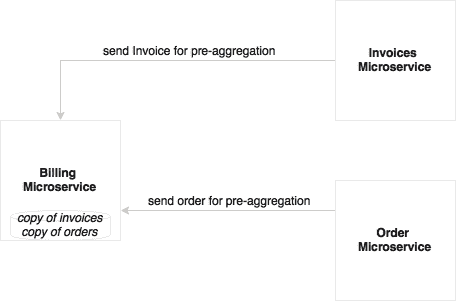 send Invoice for pre-aggregation
Invoices
Microservice
Billing
Microservice
copy of invoices
copy of orders
send order for pre-aggregation
Order
Microservice